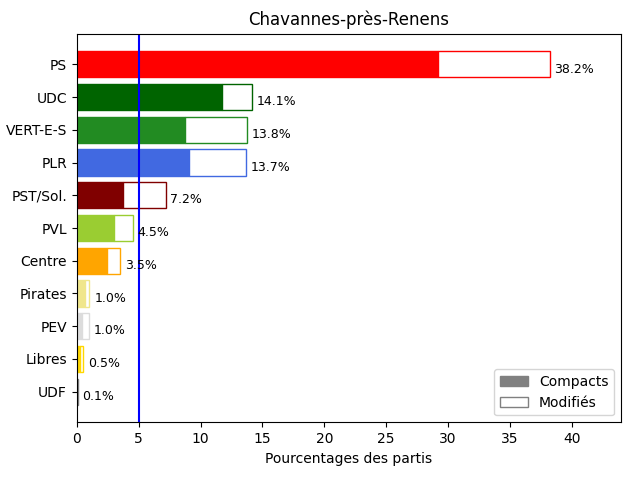 Chavannes-près-Renens
PS 38.2%
UDC 14.1%
VERT-E-S 13.8%
PLR 13.7%
PST/Sol. 7.2%
PVL 4.5%
Centre 3.5%
Pirates 1.0%
PEV 1.0%
Libres 0.5%
UDF 0.1%
Compacts
Modifiés
0 5 10 15 20 25 30 35 40
Pourcentages des partis